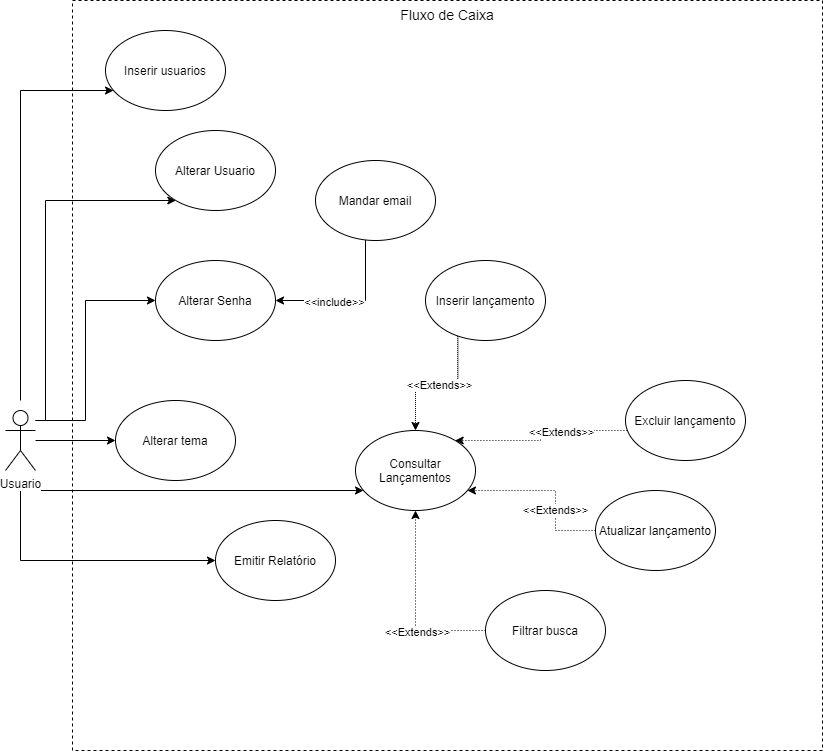 Fluxo de Caixa
Inserir usuarios
Alterar Usuario
Mandar email
Alterar Senha
<<include>>
Inserir lançamento
<<Extends>>
Excluir lançamento
<<Extends>>
Alterar tema
Consultar
Lançamentos
Usuario
<<Extends>>
Atualizar lançamento
Emitir Relatório
<<Extends>>
Filtrar busca